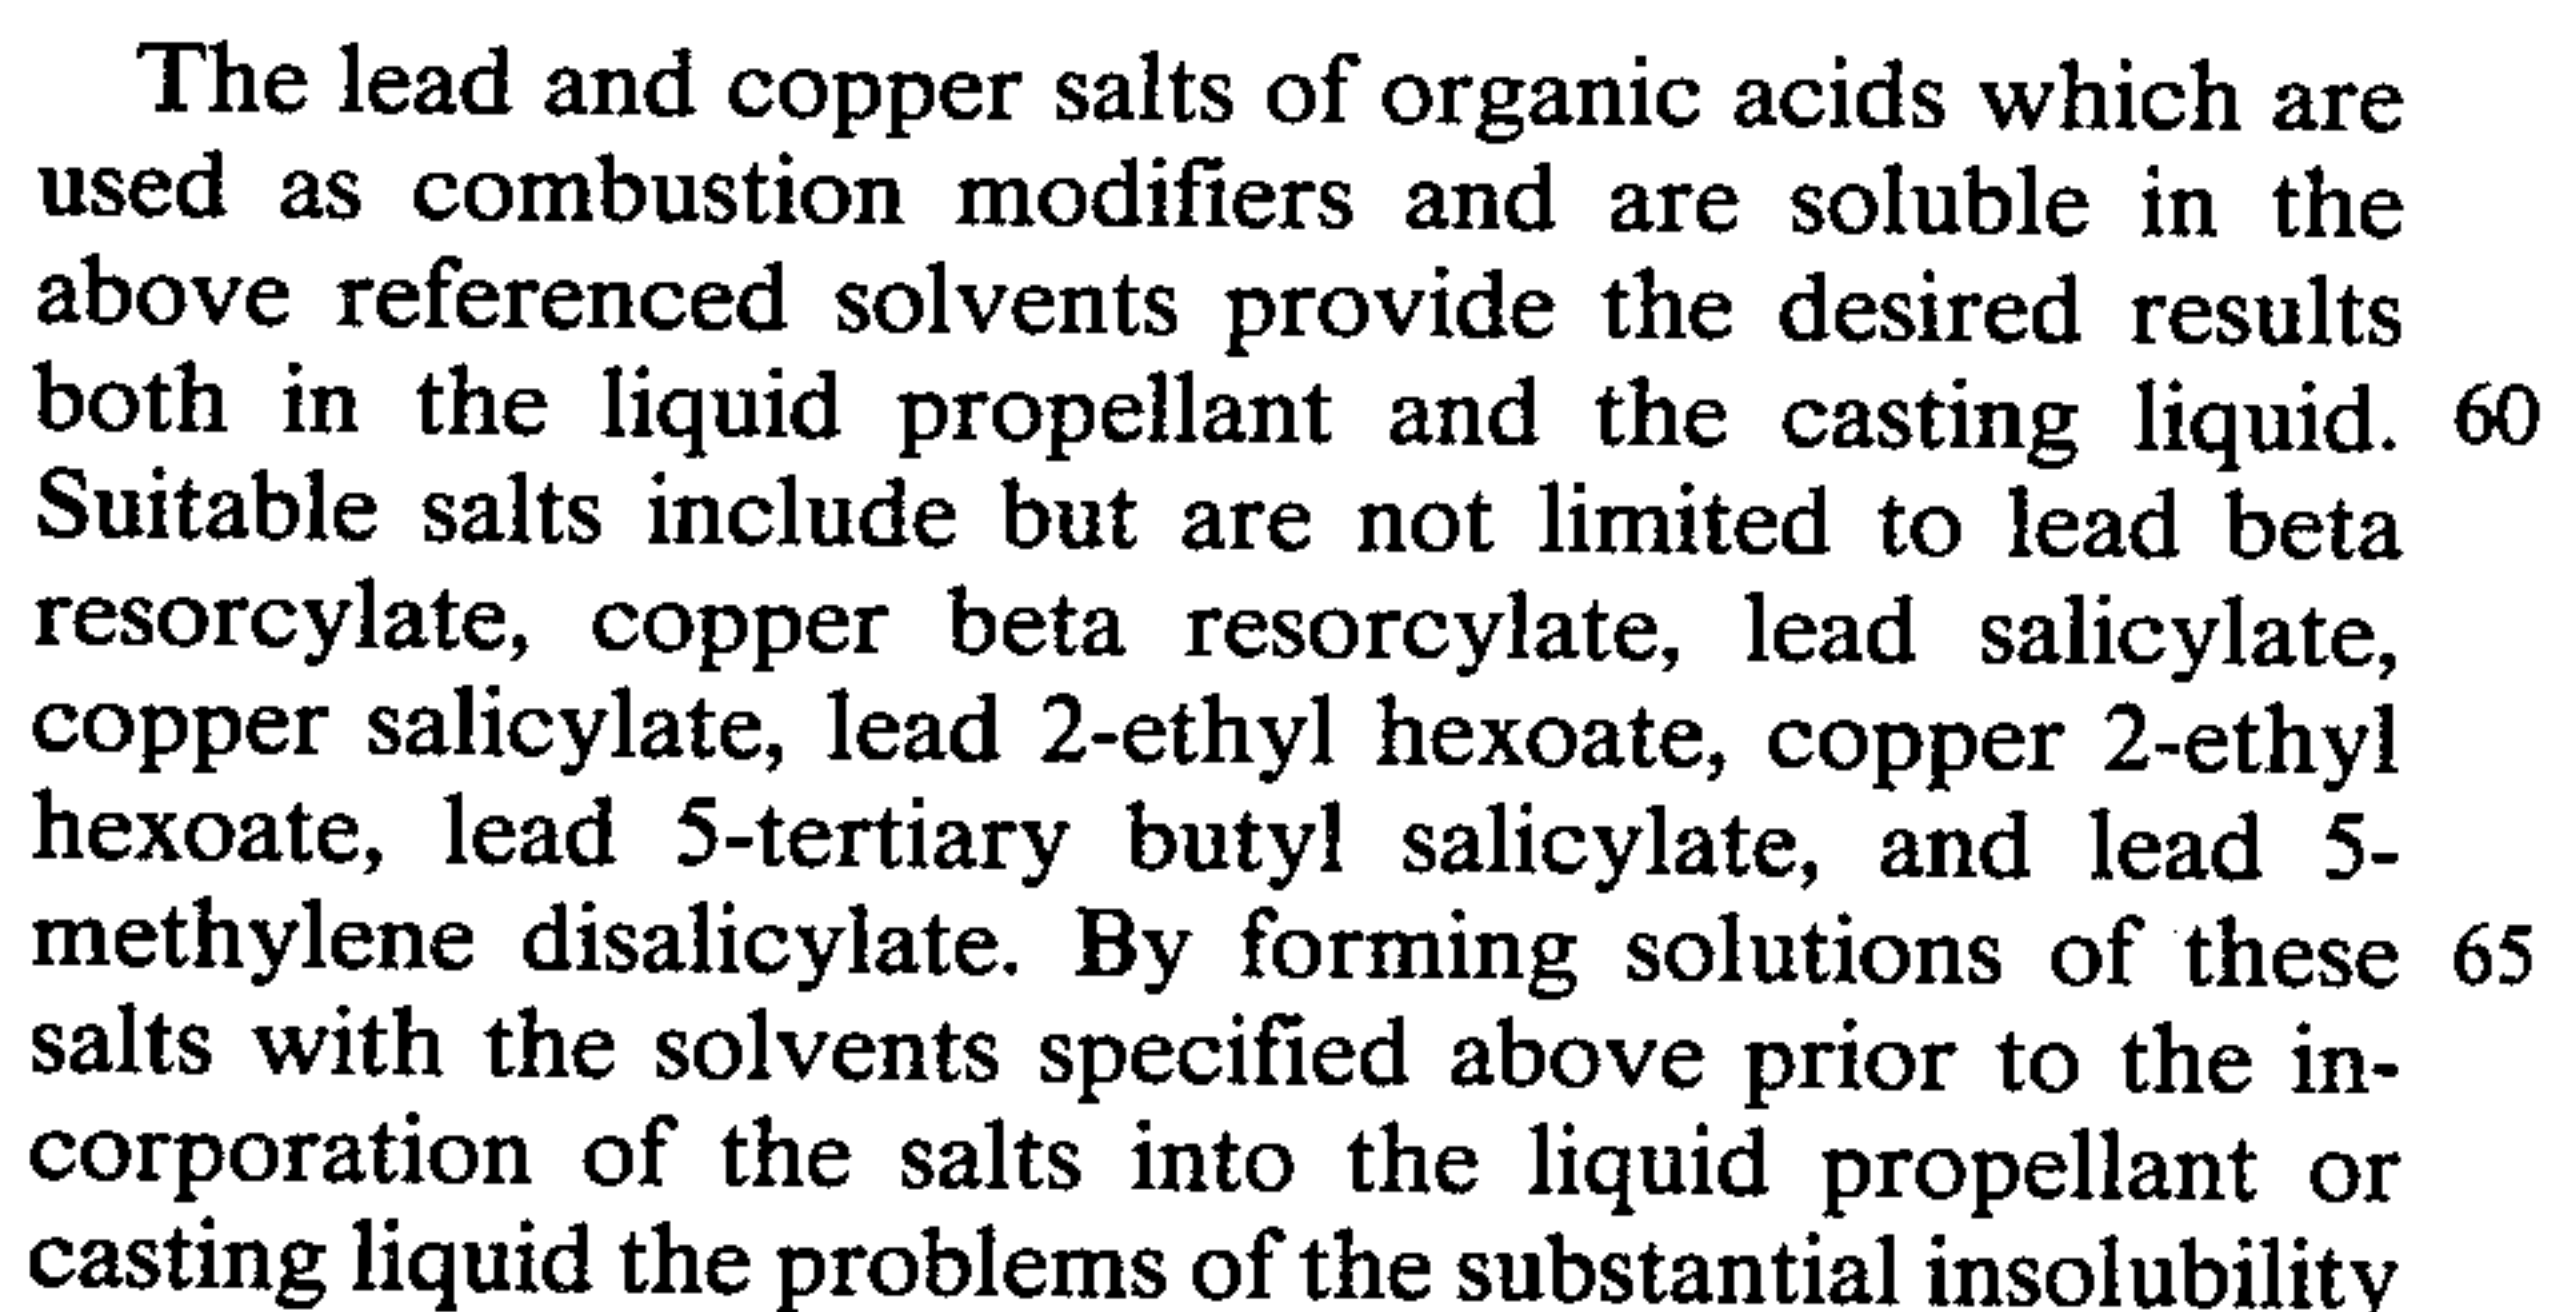 The lead and copper salts of organic acids which are
used as combustion modifiers and are soluble in the
above referenced solvents provide the desired results
both in the liquid propellant and the casting liquid. 60
Suitable salts include but are not limited to lead beta
resorcylate, copper beta resorcylate, lead salicylate,
copper salicylate, lead 2-ethyl hexoate, copper 2-ethyl
hexoate, lead 5-tertiary butyl salicylate, and lead 5-
methylene disalicylate. By forming solutions of these 65
salts with the solvents specified above prior to the in-
corporation of the salts into the liquid propellant or
casting liquid the problems of the substantial insolubility